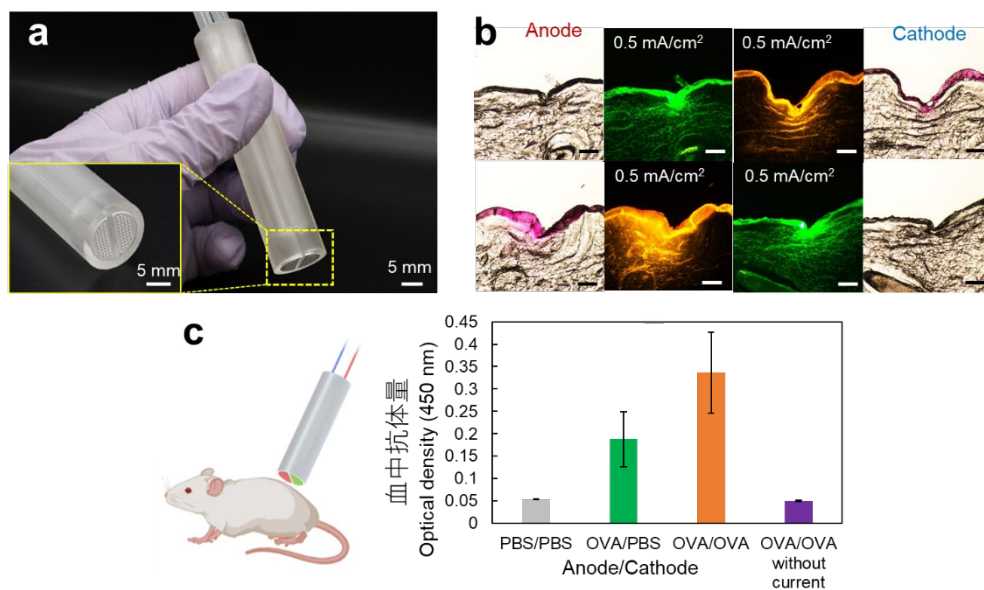 a
5 mm
5 mm
b
Anode
Cathode
0.5 mA/cm²
0.5 mA/cm²
0.5 mA/cm²
0.5 mA/cm²
c
血中抗体量
Optical density (450 nm)
0.45
0.4
0.35
0.3
0.25
0.2
0.15
0.1
0.05
0
PBS/PBS
OVA/PBS
OVA/OVA
OVA/OVA
without
current
Anode/Cathode